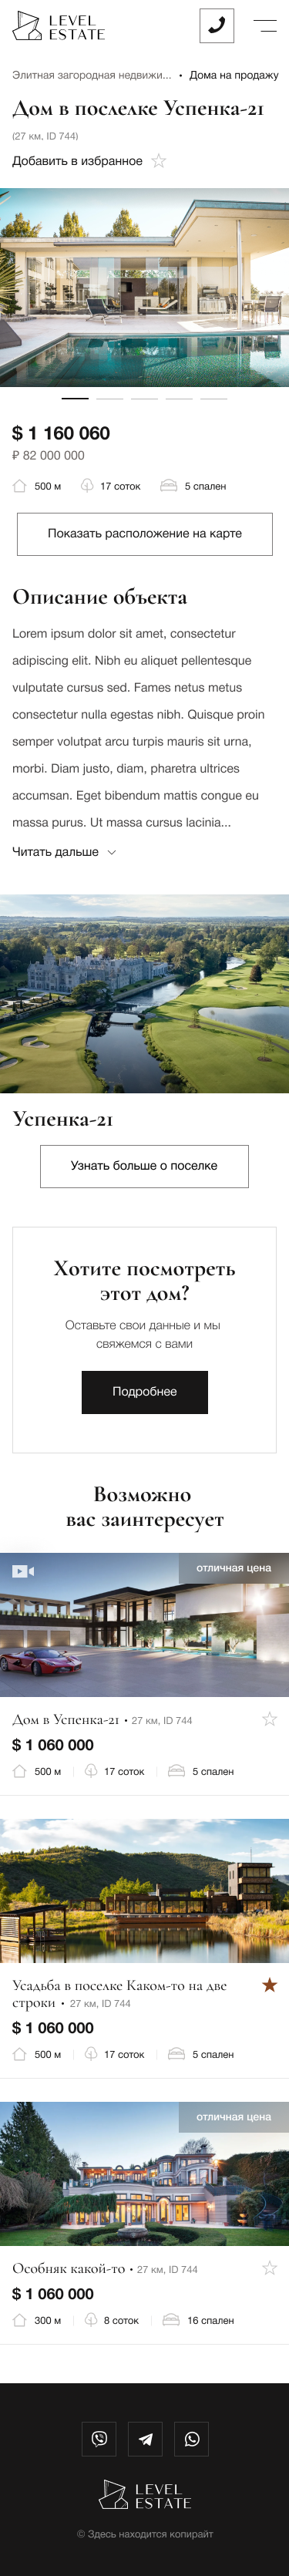 LEVEL
ESTATE
Элитная загородная недвижи... • Дома на продажу
Дом в послелке Успенка-21
(27 км, ID 744)
Добавить в избранное
$ 1 160 060
₽ 82 000 000
500 м 17 соток 5 спален
Показать расположение на карте
Описание объекта
Lorem ipsum dolor sit amet, consectetur
adipiscing elit. Nibh eu aliquet pellentesque
vulputate cursus sed. Fames netus metus
consectetur nulla egestas nibh. Quisque proin
semper volutpat arcu turpis mauris sit urna,
morbi. Diam justo, diam, pharetra ultrices
accumsan. Eget bibendum mattis congue eu
massa purus. Ut massa cursus lacinia...
Читать дальше
Успенка-21
Узнать больше о поселке
Хотите посмотреть
этот дом?
Оставьте свои данные и мы
свяжемся с вами
Подробнее
Возможно
вас заинтересует
отличная цена
Дом в Успенка-21 • 27 км, ID 744
$ 1 060 000
500 м 17 соток 5 спален
Усадьба в поселке Каком-то на две
строки • 27 км, ID 744
$ 1 060 000
500 м 17 соток 5 спален
отличная цена
Особняк какой-то • 27 км, ID 744
$ 1 060 000
300 м 8 соток 16 спален
LEVEL
ESTATE
© Здесь находится копирайт